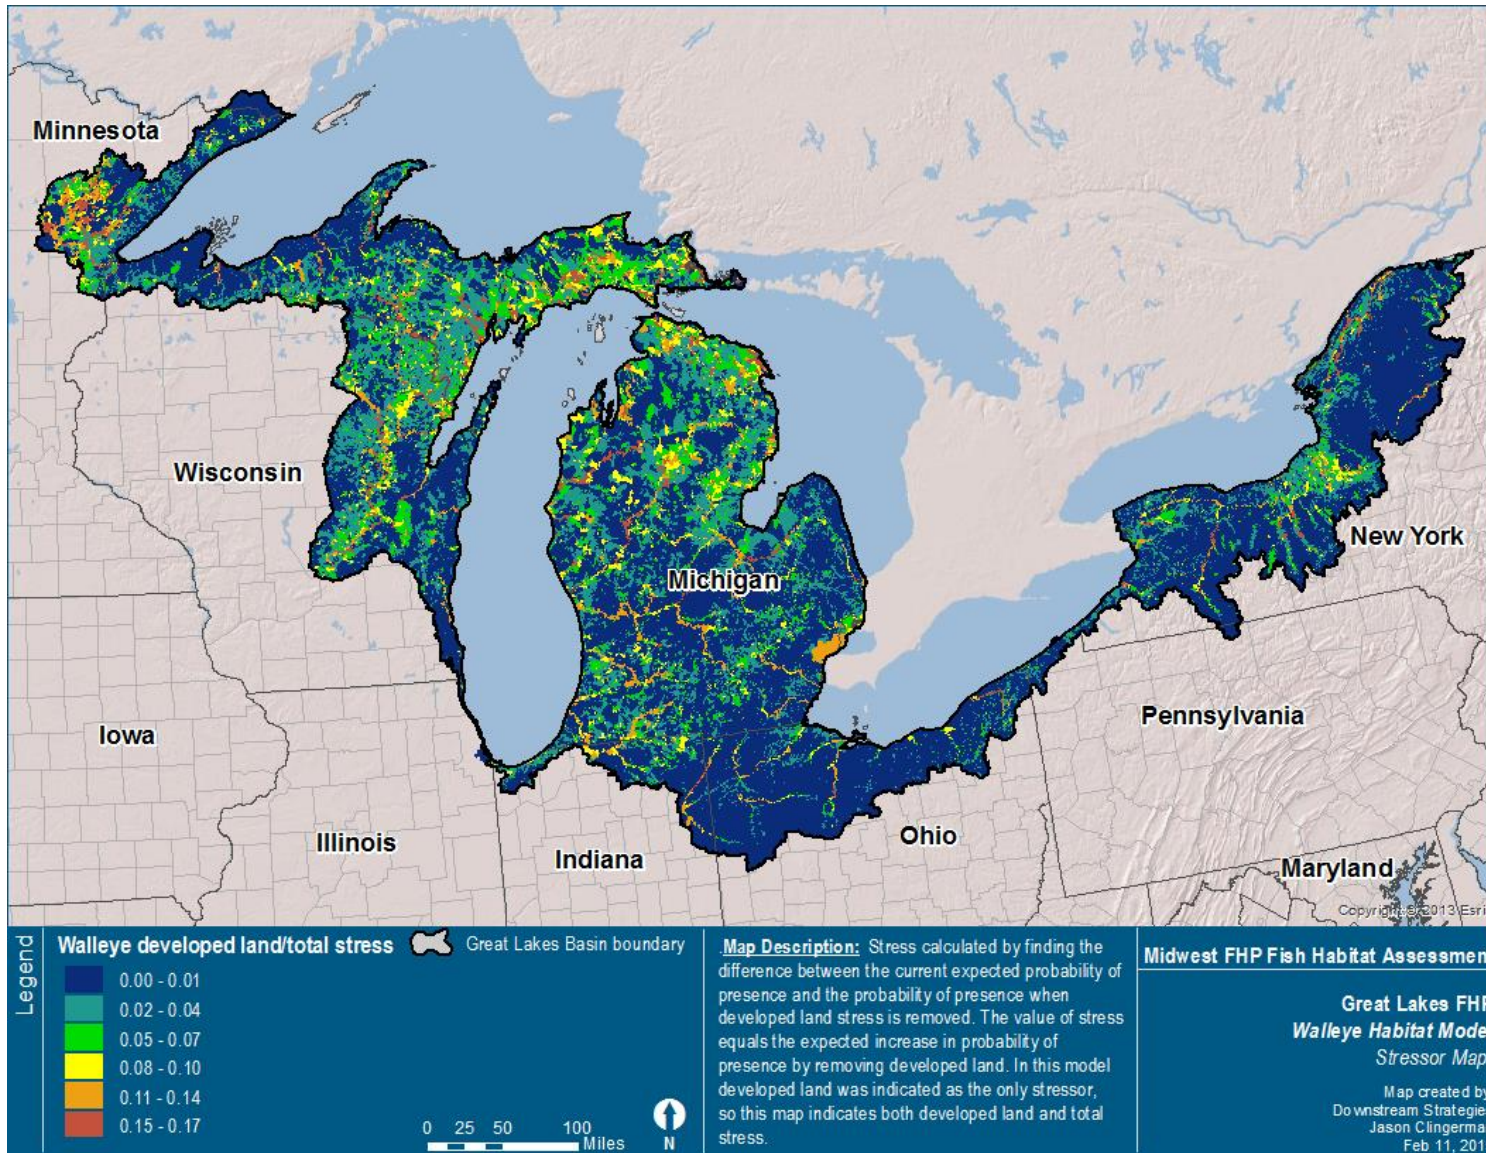 Minnesota
Wisconsin
Michigan
New York
Iowa
Pennsylvania
Illinois
Indiana
Ohio
Maryland
Copyright:© 2013 Esri
Legend
Walleye developed land/total stress
Great Lakes Basin boundary
0.00 - 0.01
0.02 - 0.04
0.05 - 0.07
0.08 - 0.10
0.11 - 0.14
0.15 - 0.17
0 25 50 100
Miles
N
Map Description: Stress calculated by finding the
difference between the current expected probability of
presence and the probability of presence when
developed land stress is removed. The value of stress
equals the expected increase in probability of
presence by removing developed land. In this model
developed land was indicated as the only stressor,
so this map indicates both developed land and total
stress.
Midwest FHP Fish Habitat Assessmen
Great Lakes FHP
Walleye Habitat Mode
Stressor Map
Map created by
Downstream Strategie
Jason Clingerma
Feb 11, 201